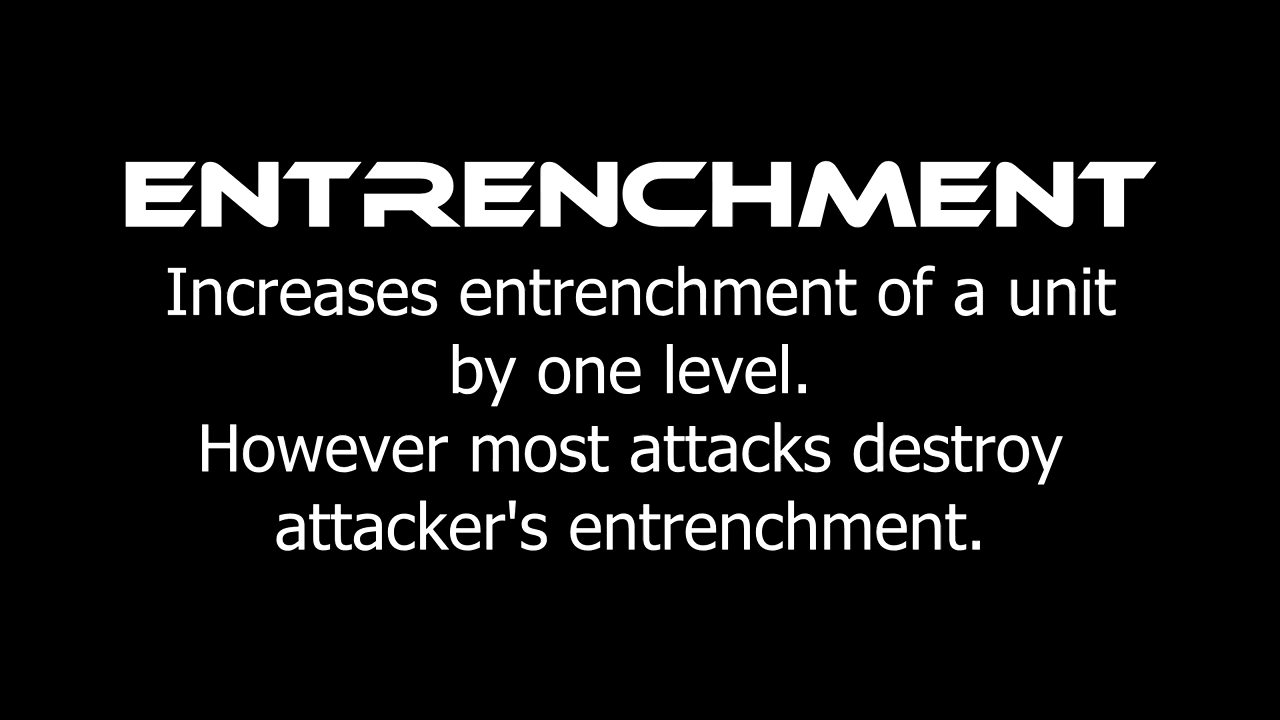 ENTRENCHMENT
Increases entrenchment of a unit
by one level.
However most attacks destroy
attacker's entrenchment.